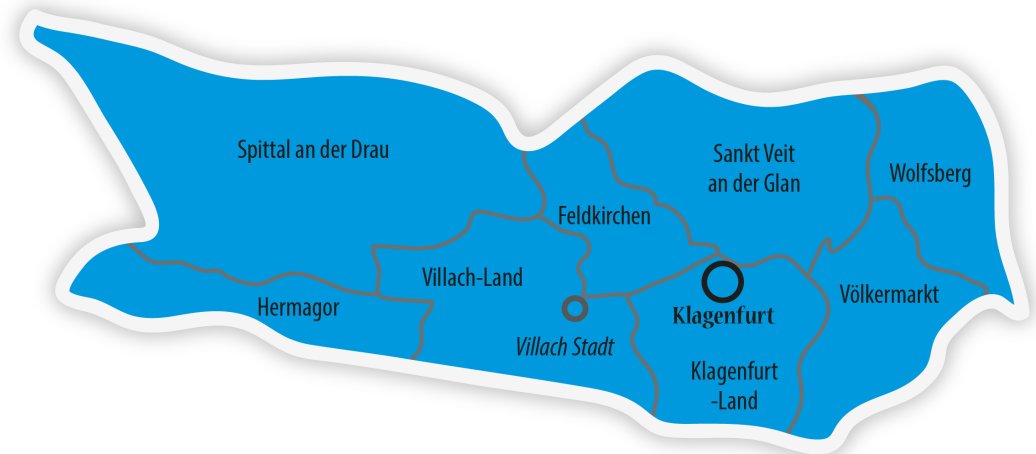 Spittal an der Drau
Sankt Veit
an der Glan
Wolfsberg
Feldkirchen
Villach-Land
Hermagor
Völkermarkt
Klagenfurt
Villach Stadt
Klagenfurt
-Land